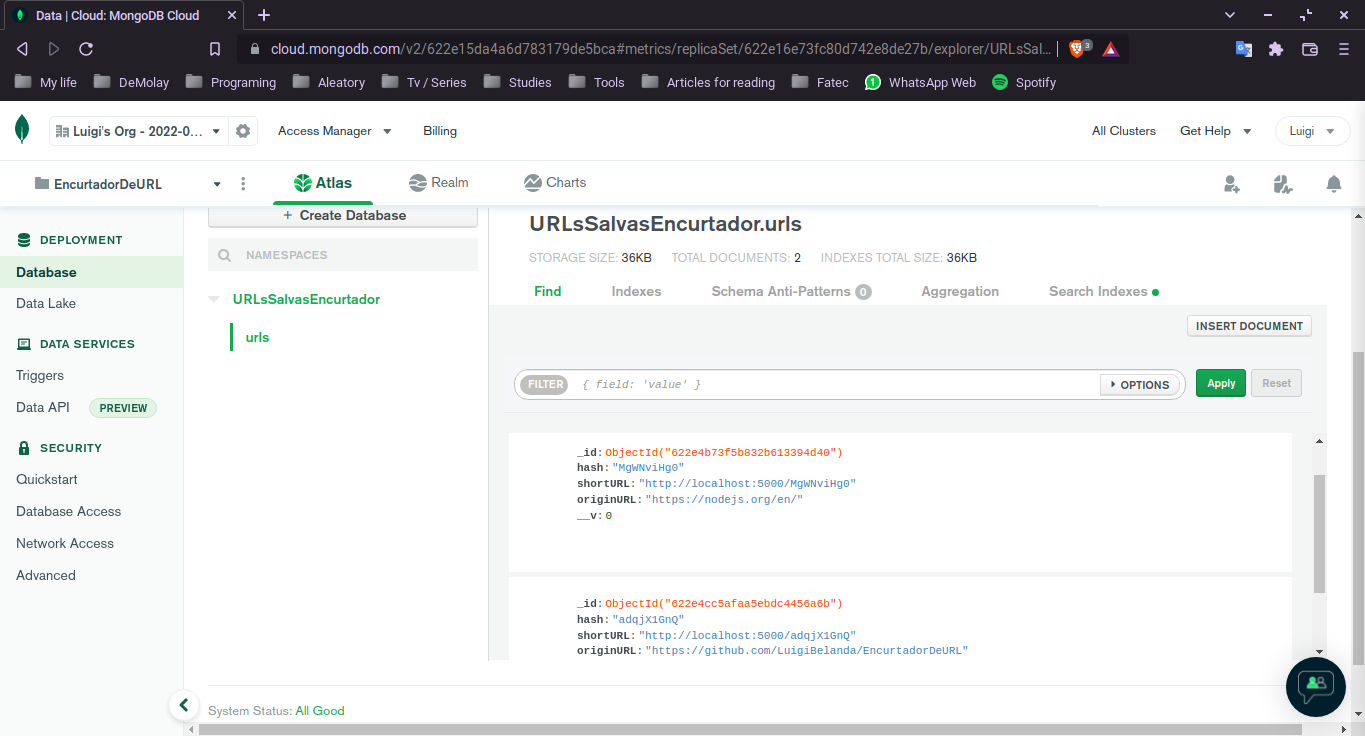 Data | Cloud: MongoDB Cloud
cloud.mongodb.com/v2/622e15da4a6d783179de5bca#metrics/replicaSet/622e16e73fc80d742e8de27b/explorer/URLsSal...
3
My life
DeMolay
Programing
Aleatory
Tv / Series
Studies
Tools
Articles for reading
Fatec
1
WhatsApp Web
Spotify
Luigi's Org - 2022-0...
Access Manager
Billing
All Clusters
Get Help
Luigi
EncurtadorDeURL
Atlas
Realm
Charts
DEPLOYMENT
Database
Data Lake
DATA SERVICES
Triggers
Data API
PREVIEW
SECURITY
Quickstart
Database Access
Network Access
Advanced
+ Create Database
NAMESPACES
URLsSalvasEncurtador
urls
URLsSalvasEncurtador.urls
STORAGE SIZE: 36KB TOTAL DOCUMENTS: 2 INDEXES TOTAL SIZE: 36KB
Find
Indexes
Schema Anti-Patterns 0
Aggregation
Search Indexes
INSERT DOCUMENT
FILTER
{ field: 'value' }
OPTIONS
Apply
Reset
_id: ObjectId("622e4b73f5b832b613394d40")
hash: "MgWNviHg0"
shortURL: "http://localhost:5000/MgWNviHg0"
originURL: "https://nodejs.org/en/"
__v: 0
_id: ObjectId("622e4cc5afaa5ebdc4456a6b")
hash: "adqjX1GnQ"
shortURL: "http://localhost:5000/adqjX1GnQ"
originURL: "https://github.com/LuigiBelanda/EncurtadorDeURL"
System Status: All Good